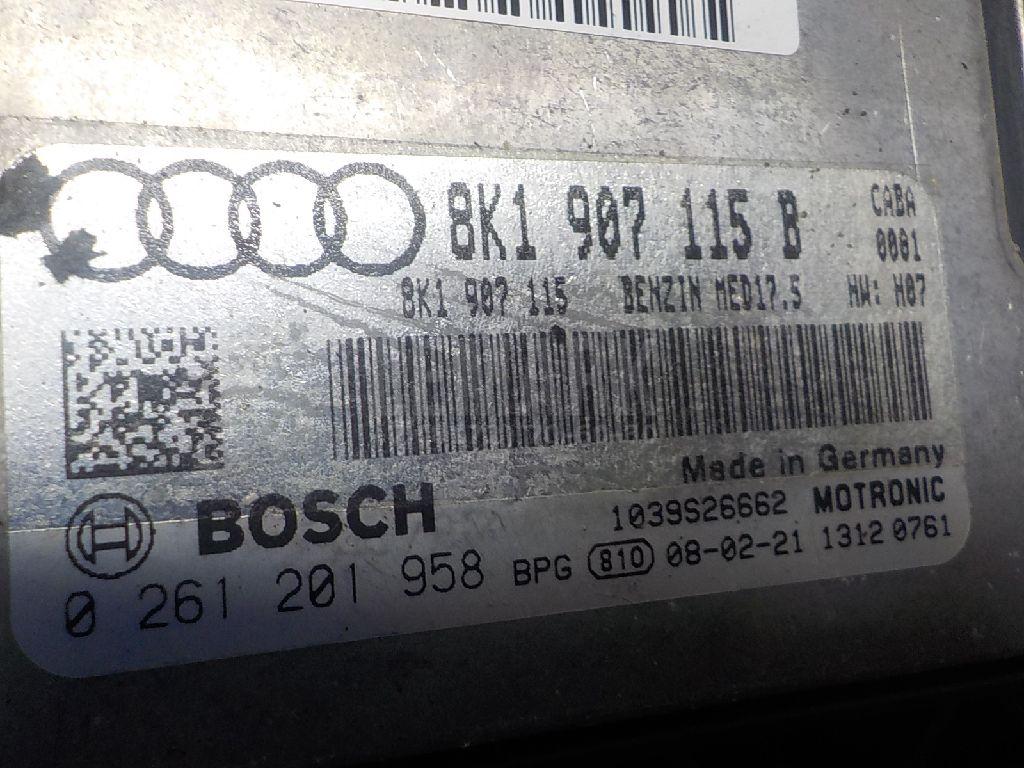 8K1 907 115 B
CABA
0081
8K1 907 115 BENZIN MED17.5 HW: H07
Made in Germany
BOSCH
1039S26662 MOTRONIC
0 261 201 958 BPG 810 08-02-21 1312 0761